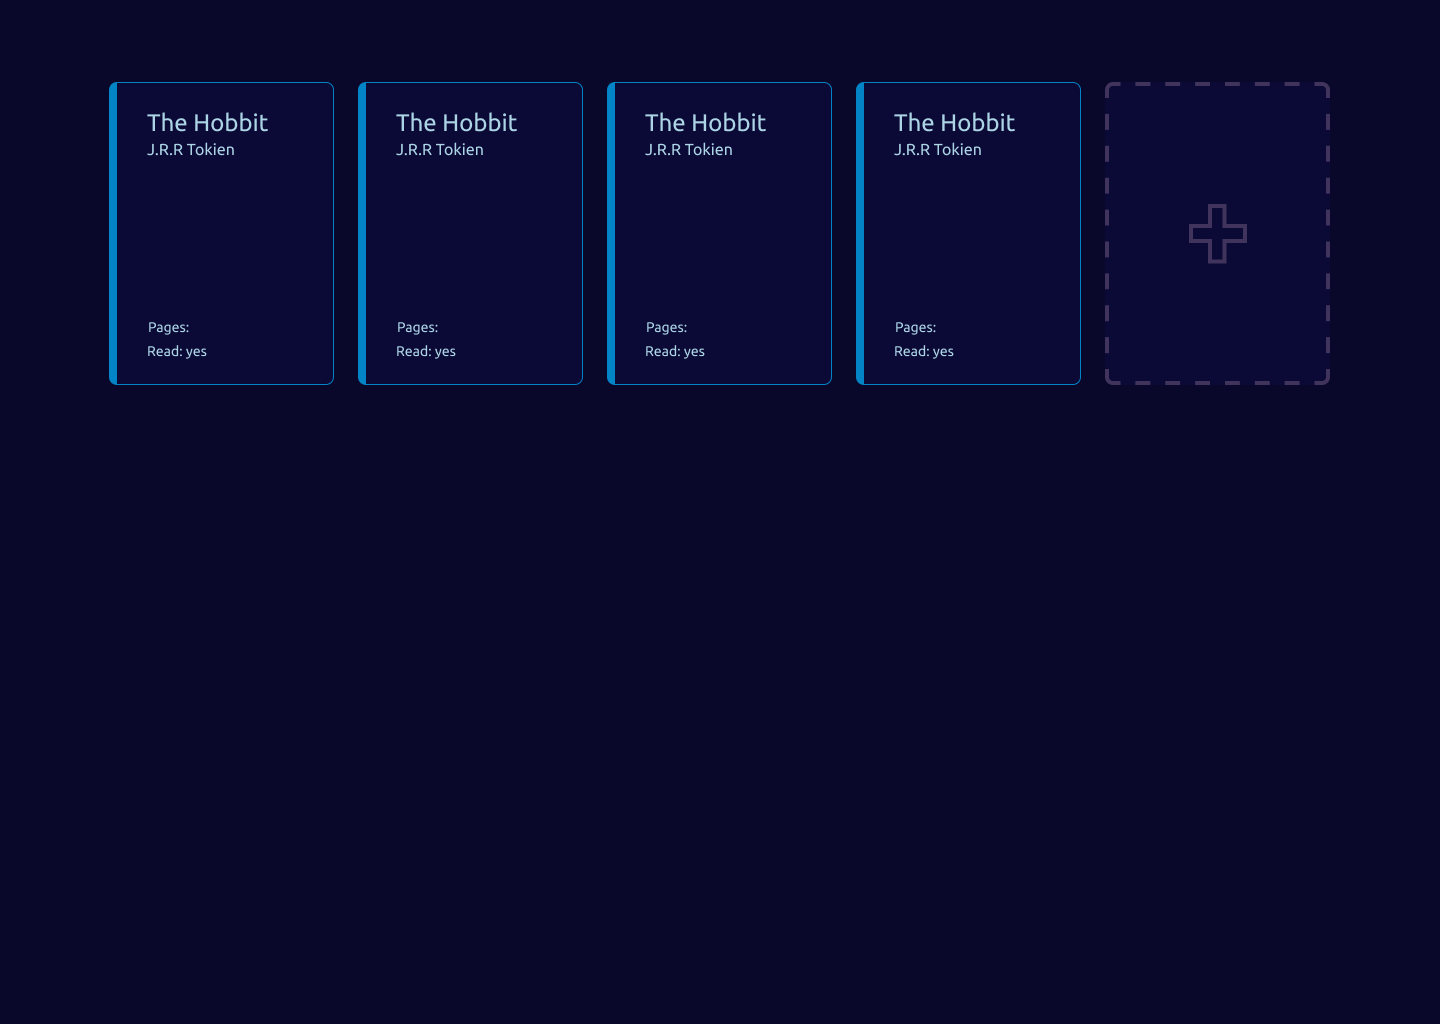 The Hobbit
J.R.R Tokien
Pages:
Read: yes
The Hobbit
J.R.R Tokien
Pages:
Read: yes
The Hobbit
J.R.R Tokien
Pages:
Read: yes
The Hobbit
J.R.R Tokien
Pages:
Read: yes